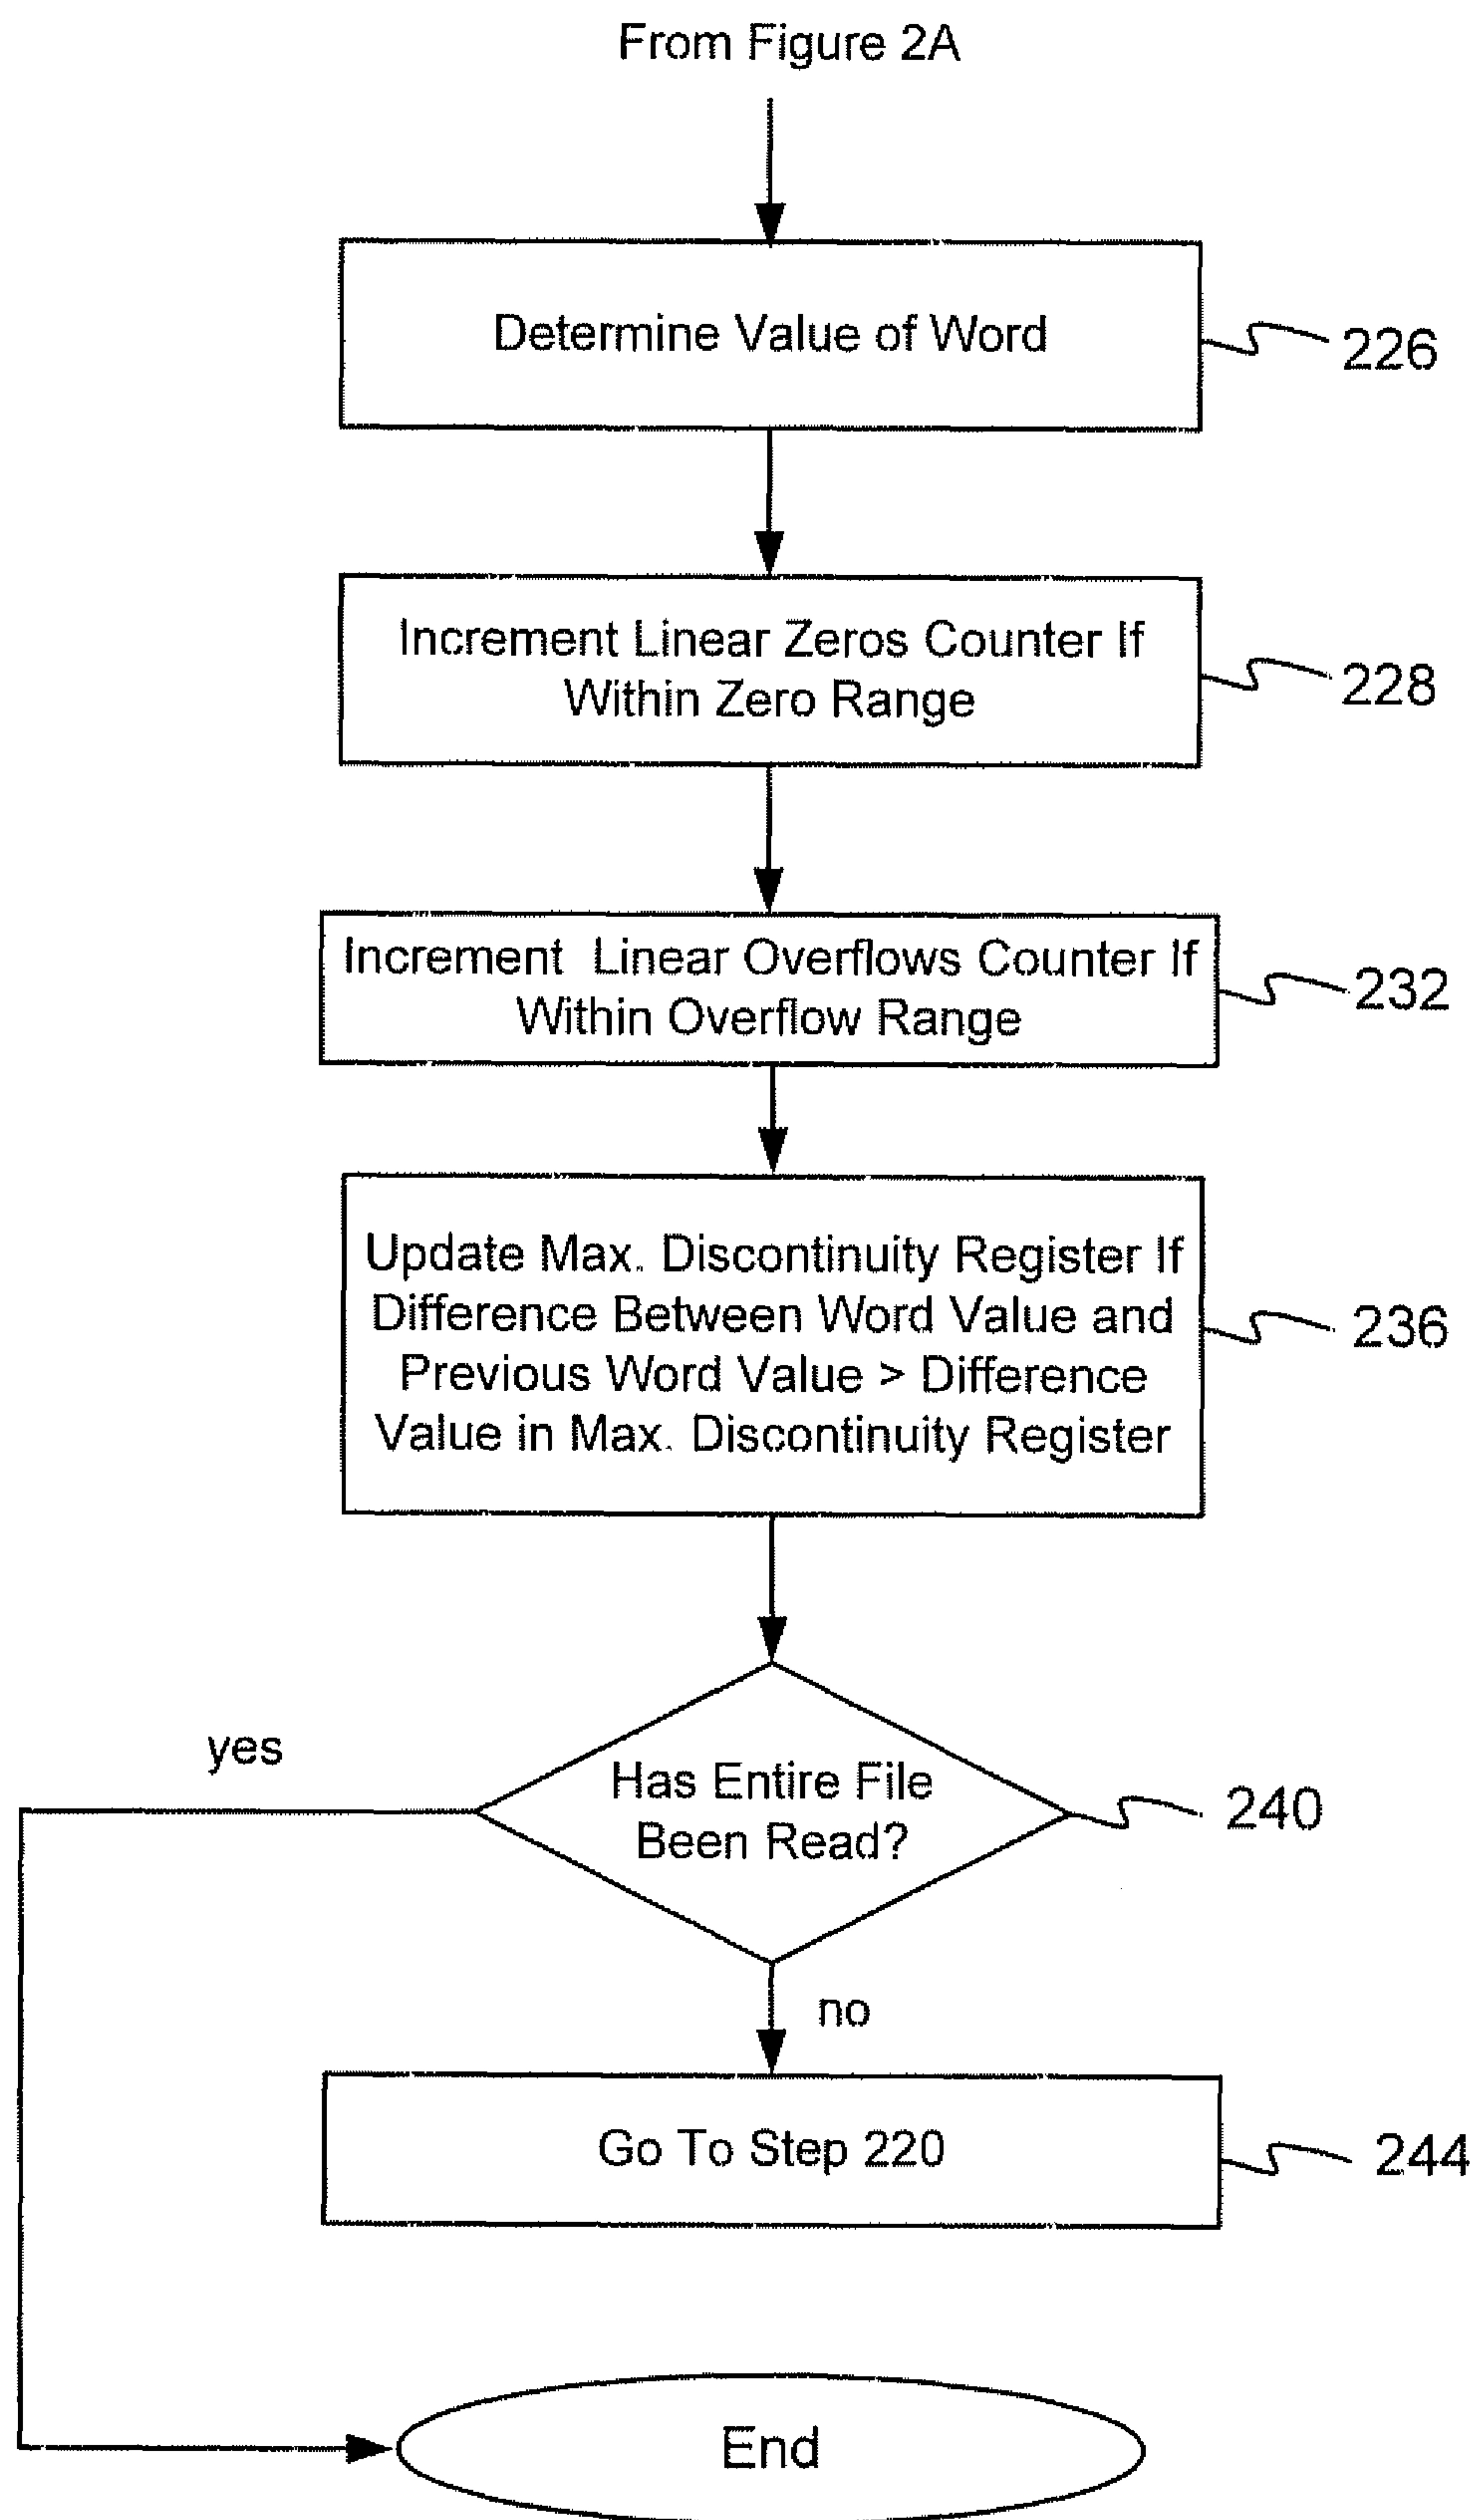 From Figure 2A
Determine Value of Word
226
Increment Linear Zeros Counter If
Within Zero Range
228
Increment Linear Overflows Counter If
Within Overflow Range
232
Update Max. Discontinuity Register If
Difference Between Word Value and
Previous Word Value > Difference
Value in Max. Discontinuity Register
236
yes
Has Entire File
Been Read?
240
no
Go To Step 220
244
End